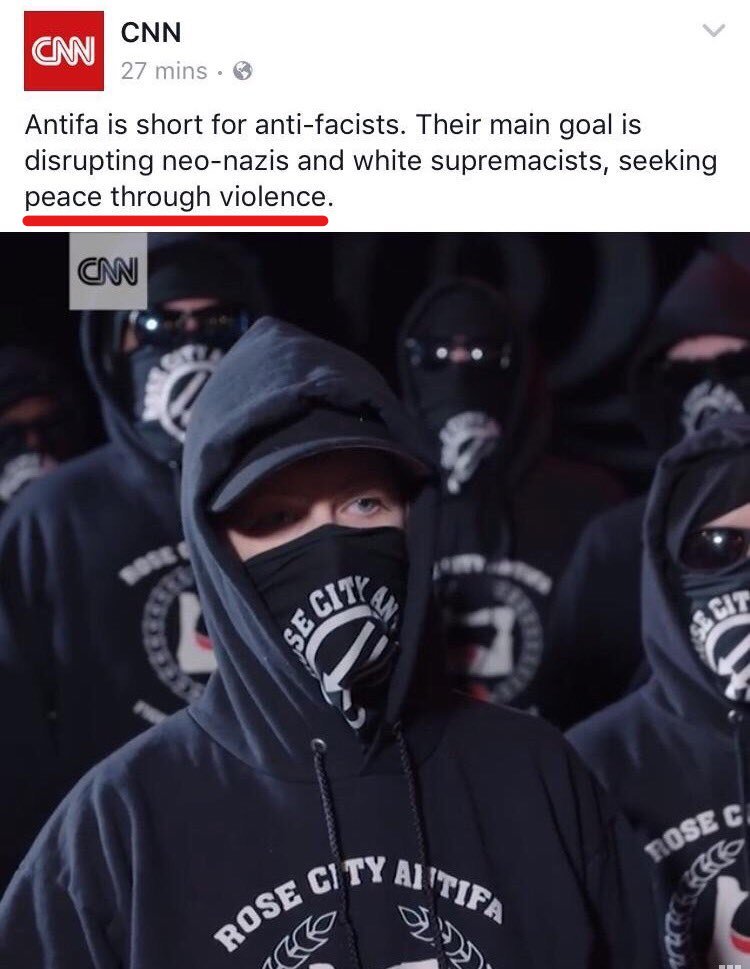 CNN
CNN
27 mins ·
Antifa is short for anti-facists. Their main goal is
disrupting neo-nazis and white supremacists, seeking
peace through violence.
CNN
SE CITY AN
ROSE CITY ANTIFA
ROSE C
SE CIT